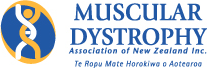 MUSCULAR
DYSTROPHY
Association of New Zealand Inc.
Te Ropu Mate Horokiwa o Aotearoa